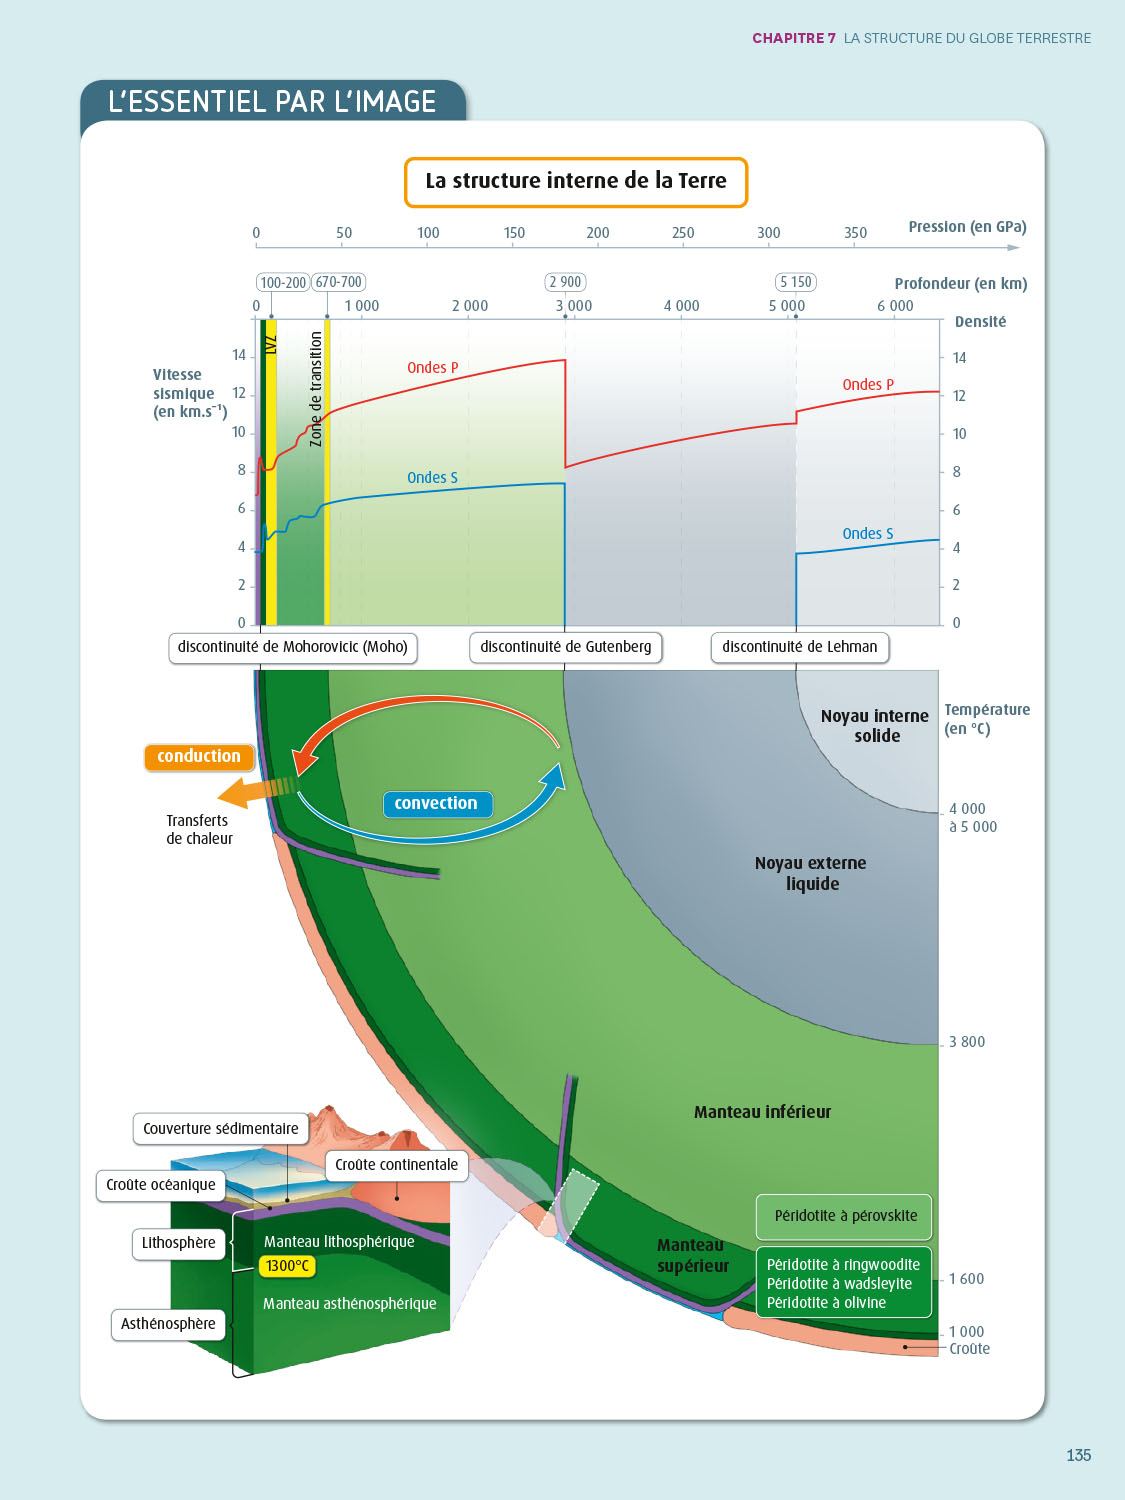 CHAPITRE 7 LA STRUCTURE DU GLOBE TERRESTRE
L'ESSENTIEL PAR L'IMAGE
La structure interne de la Terre
Pression (en GPa)
0 50 100 150 200 250 300 350
100-200 670-700 2 900 5 150 Profondeur (en km)
0 1 000 2 000 3 000 4 000 5 000 6 000
Densité
Vitesse
sismique
(en km.s⁻¹)
14
12
10
8
6
4
2
0
LVZ
Zone de transition
Ondes P
Ondes S
Ondes P
Ondes S
14
12
10
8
6
4
2
0
discontinuité de Mohorovicic (Moho)
discontinuité de Gutenberg
discontinuité de Lehman
Noyau interne
solide
Température
(en °C)
conduction
convection
Transferts
de chaleur
4 000
à 5 000
Noyau externe
liquide
3 800
Manteau inférieur
Couverture sédimentaire
Croûte continentale
Croûte océanique
Lithosphère
Manteau lithosphérique
1300°C
Manteau asthénosphérique
Asthénosphère
Péridotite à pérovskite
Manteau
supérieur
Péridotite à ringwoodite
Péridotite à wadsleyite
Péridotite à olivine
1 600
1 000
Croûte
135